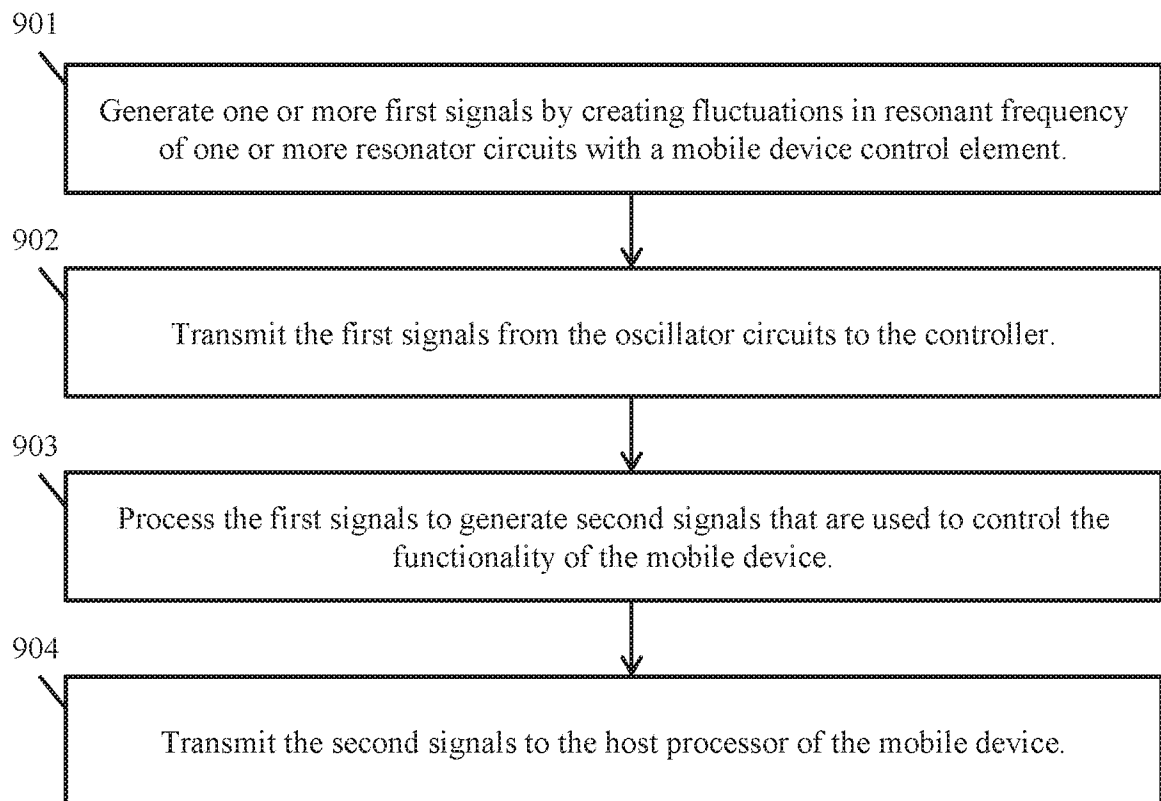 901
Generate one or more first signals by creating fluctuations in resonant frequency
of one or more resonator circuits with a mobile device control element.
902
Transmit the first signals from the oscillator circuits to the controller.
903
Process the first signals to generate second signals that are used to control the
functionality of the mobile device.
904
Transmit the second signals to the host processor of the mobile device.